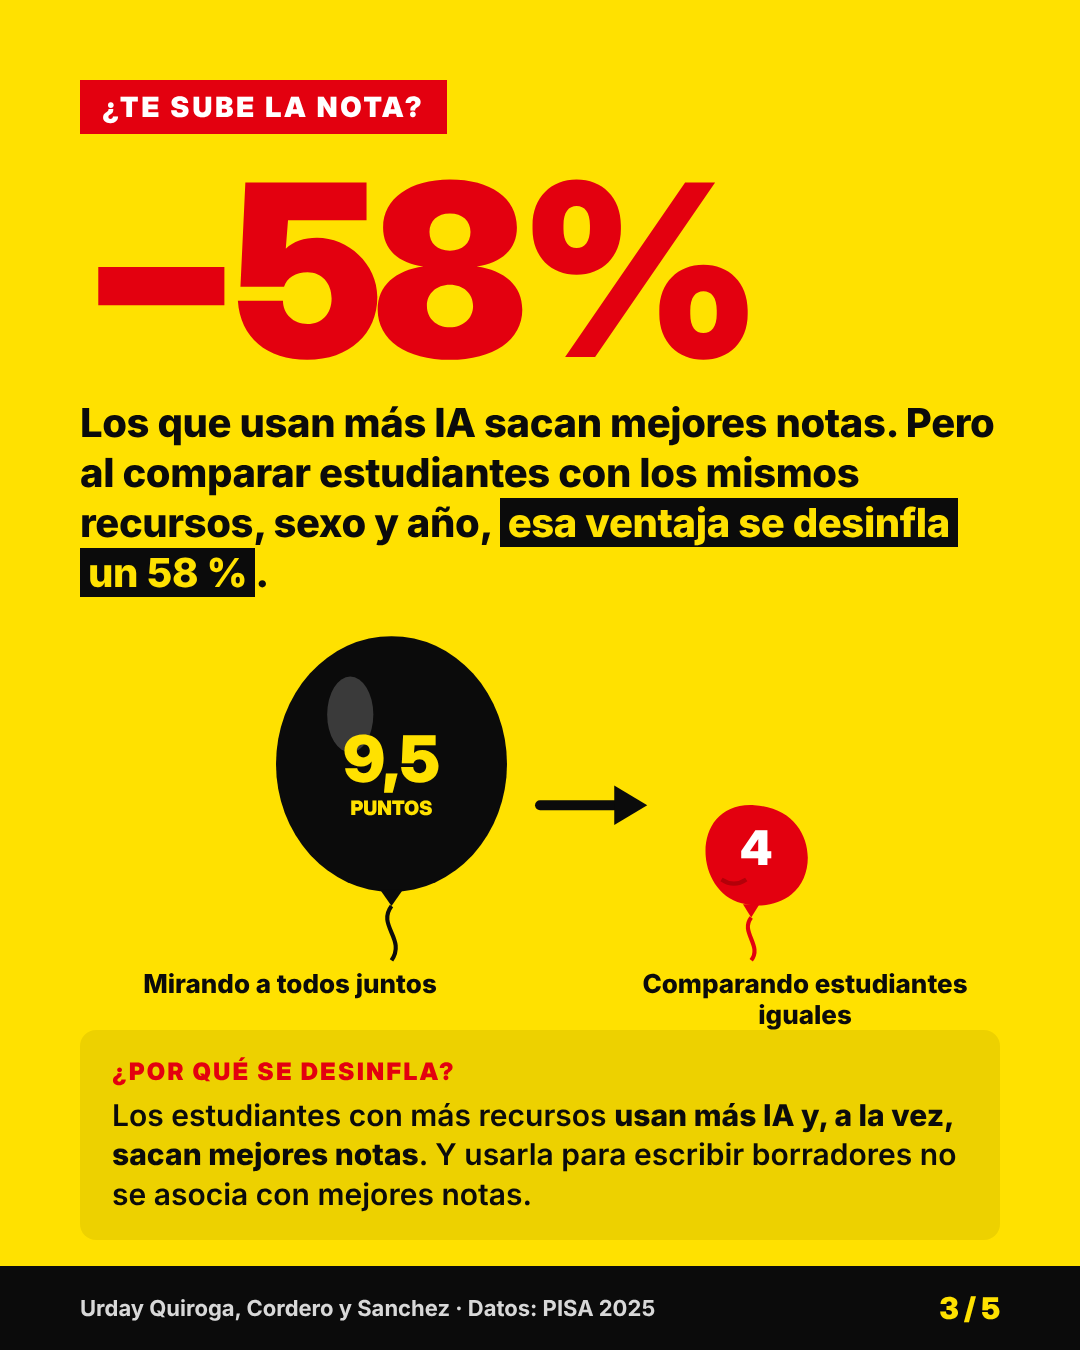 ¿TE SUBE LA NOTA?
–58%
Los que usan más IA sacan mejores notas. Pero
al comparar estudiantes con los mismos
recursos, sexo y año, esa ventaja se desinfla
un 58 %.
9,5
PUNTOS
4
Mirando a todos juntos
Comparando estudiantes
iguales
¿POR QUÉ SE DESINFLA?
Los estudiantes con más recursos usan más IA y, a la vez,
sacan mejores notas. Y usarla para escribir borradores no
se asocia con mejores notas.
Urday Quiroga, Cordero y Sanchez · Datos: PISA 2025
3 / 5